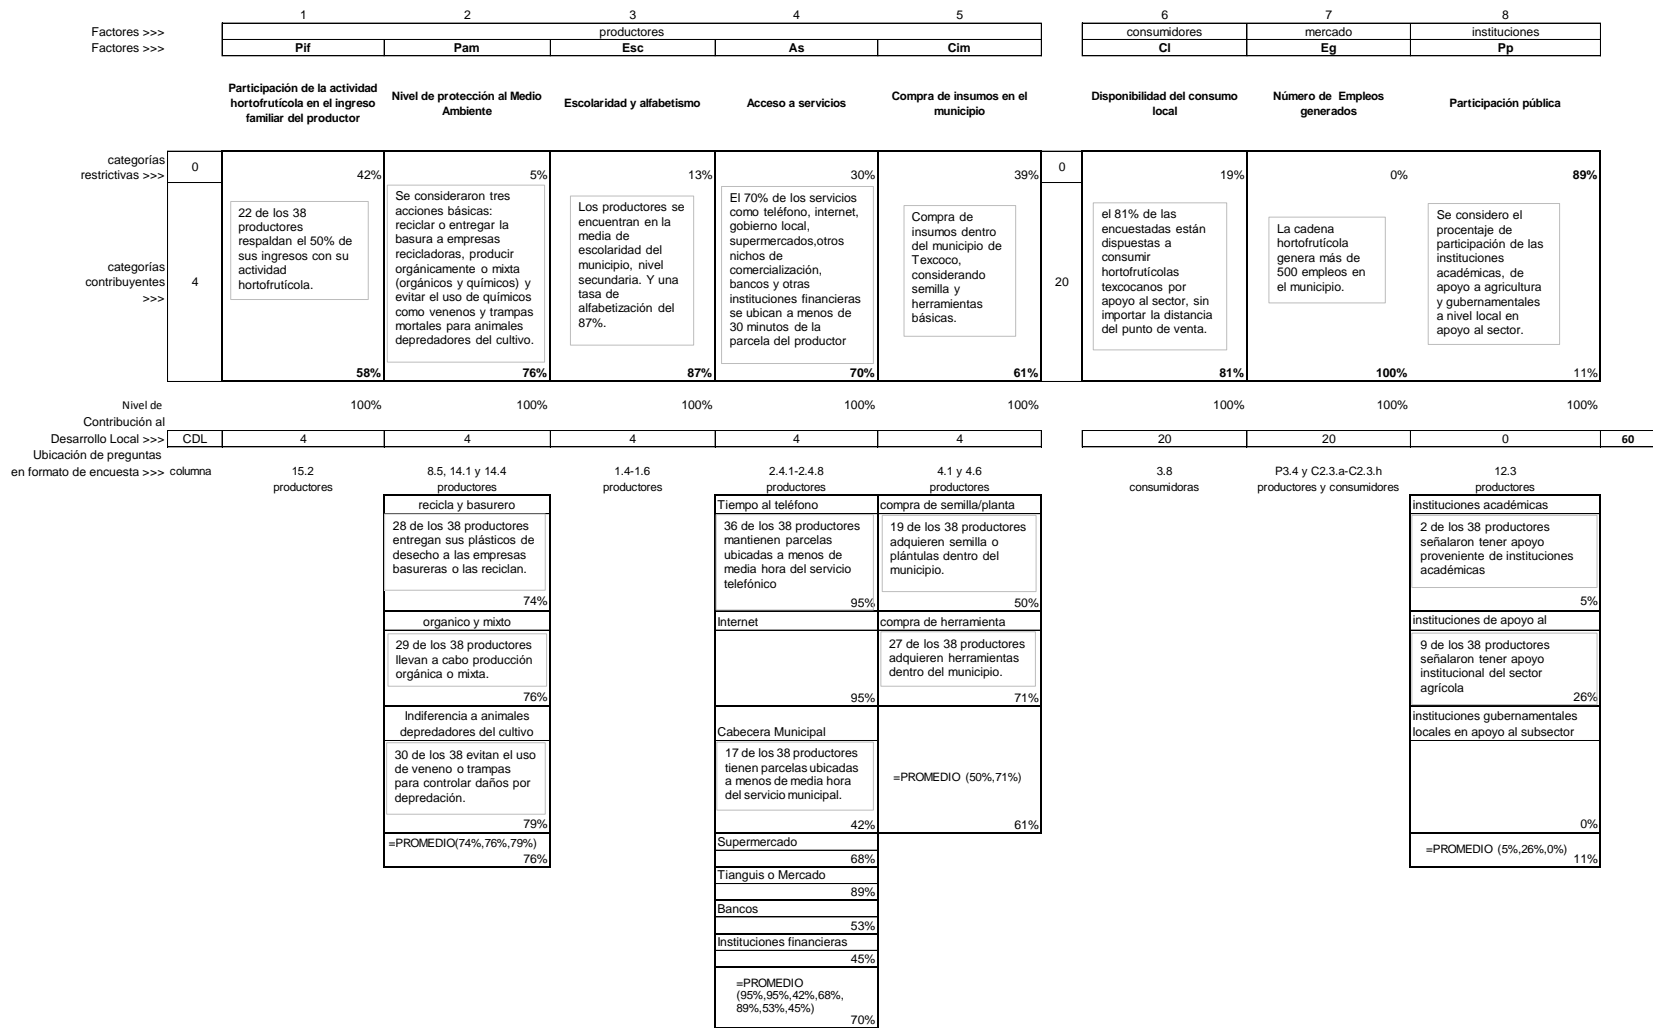 1 2 3 4 5 6 7 8
Factores >>> productores consumidores mercado instituciones
Factores >>> Pif Pam Esc As Cim Cl Eg Pp
Participación de la actividad
hortofrutícola en el ingreso
familiar del productor
Nivel de protección al Medio
Ambiente
Escolaridad y alfabetismo
Acceso a servicios
Compra de insumos en el
municipio
Disponibilidad del consumo
local
Número de Empleos
generados
Participación pública
categorías
restrictivas >>>
0
42% 5% 13% 30% 39%
0
19% 0% 89%
categorías
contribuyentes
>>>
4
22 de los 38
productores
respaldan el 50% de
sus ingresos con su
actividad
hortofrutícola.
58%
Se consideraron tres
acciones básicas:
reciclar o entregar la
basura a empresas
recicladoras, producir
orgánicamente o mixta
(orgánicos y químicos) y
evitar el uso de químicos
como venenos y trampas
mortales para animales
depredadores del cultivo.
76%
Los productores se
encuentran en la
media de
escolaridad del
municipio, nivel
secundaria. Y una
tasa de
alfabetización del
87%.
87%
El 70% de los servicios
como teléfono, internet,
gobierno local,
supermercados,otros
nichos de
comercialización,
bancos y otras
instituciones financieras
se ubican a menos de
30 minutos de la
parcela del productor
70%
Compra de
insumos dentro
del municipio de
Texcoco,
considerando
semilla y
herramientas
básicas.
61%
20
el 81% de las
encuestadas están
dispuestas a
consumir
hortofrutícolas
texcocanos por
apoyo al sector, sin
importar la distancia
del punto de venta.
81%
La cadena
hortofrutícola
genera más de
500 empleos en
el municipio.
100%
Se considero el
procentaje de
participación de las
instituciones
académicas, de
apoyo a agricultura
y gubernamentales
a nivel local en
apoyo al sector.
11%
100% 100% 100% 100% 100% 100% 100% 100%
Nivel de
Contribución al
Desarrollo Local >>> CDL 4 4 4 4 4 20 20 0 60
Ubicación de preguntas
en formato de encuesta >>> columna 15.2 8.5, 14.1 y 14.4 1.4-1.6 2.4.1-2.4.8 4.1 y 4.6 3.8 P3.4 y C2.3.a-C2.3.h 12.3
productores productores productores productores productores consumidoras productores y consumidores productores
recicla y basurero
28 de los 38 productores
entregan sus plásticos de
desecho a las empresas
basureras o las reciclan.
74%
organico y mixto
29 de los 38 productores
llevan a cabo producción
orgánica o mixta.
76%
Indiferencia a animales
depredadores del cultivo
30 de los 38 evitan el uso
de veneno o trampas
para controlar daños por
depredación.
79%
=PROMEDIO(74%,76%,79%)
76%
Tiempo al teléfono
36 de los 38 productores
mantienen parcelas
ubicadas a menos de
media hora del servicio
telefónico
95%
Internet
95%
Cabecera Municipal
17 de los 38 productores
tienen parcelas ubicadas
a menos de media hora
del servicio municipal.
42%
Supermercado
68%
Tianguis o Mercado
89%
Bancos
53%
Instituciones financieras
45%
=PROMEDIO
(95%,95%,42%,68%,
89%,53%,45%)
70%
compra de semilla/planta
19 de los 38 productores
adquieren semilla o
plántulas dentro del
municipio.
50%
compra de herramienta
27 de los 38 productores
adquieren herramientas
dentro del municipio.
71%
=PROMEDIO (50%,71%)
61%
instituciones académicas
2 de los 38 productores
señalaron tener apoyo
proveniente de instituciones
académicas
5%
instituciones de apoyo al
9 de los 38 productores
señalaron tener apoyo
institucional del sector
agrícola
26%
instituciones gubernamentales
locales en apoyo al subsector
0%
=PROMEDIO (5%,26%,0%)
11%